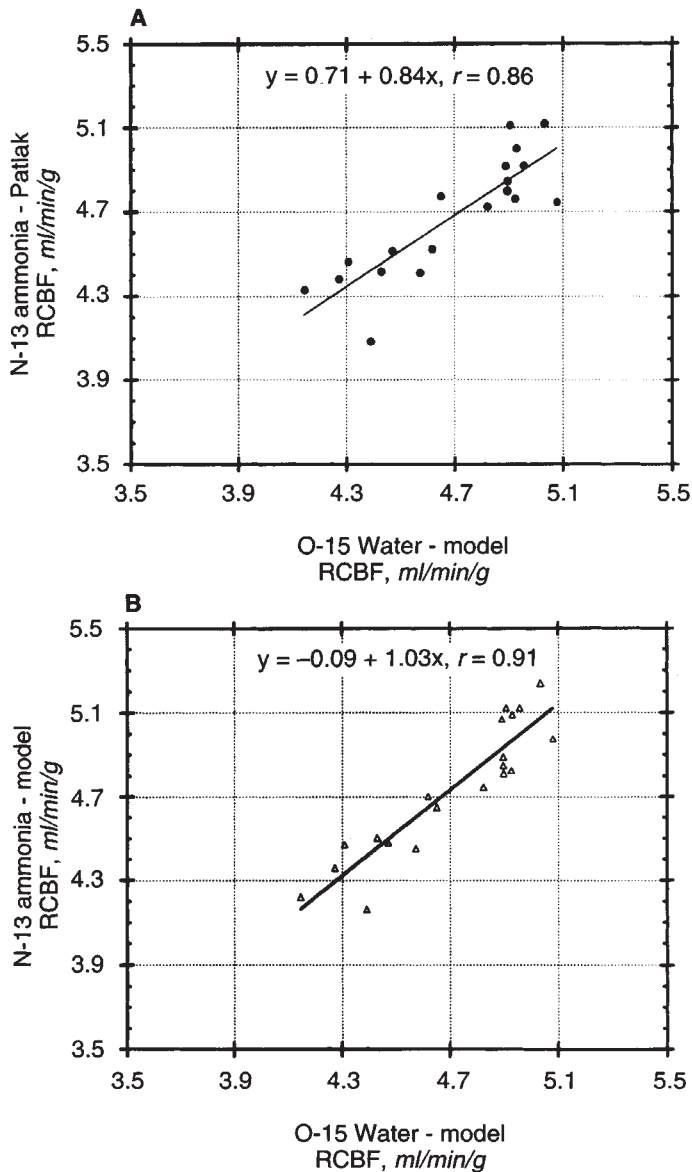 A
y = 0.71 + 0.84x, r = 0.86
N-13 ammonia - Patlak
RCBF, ml/min/g
5.5
5.1
4.7
4.3
3.9
3.5
3.5 3.9 4.3 4.7 5.1 5.5
O-15 Water - model
RCBF, ml/min/g
B
y = –0.09 + 1.03x, r = 0.91
N-13 ammonia - model
RCBF, ml/min/g
5.5
5.1
4.7
4.3
3.9
3.5
3.5 3.9 4.3 4.7 5.1 5.5
O-15 Water - model
RCBF, ml/min/g